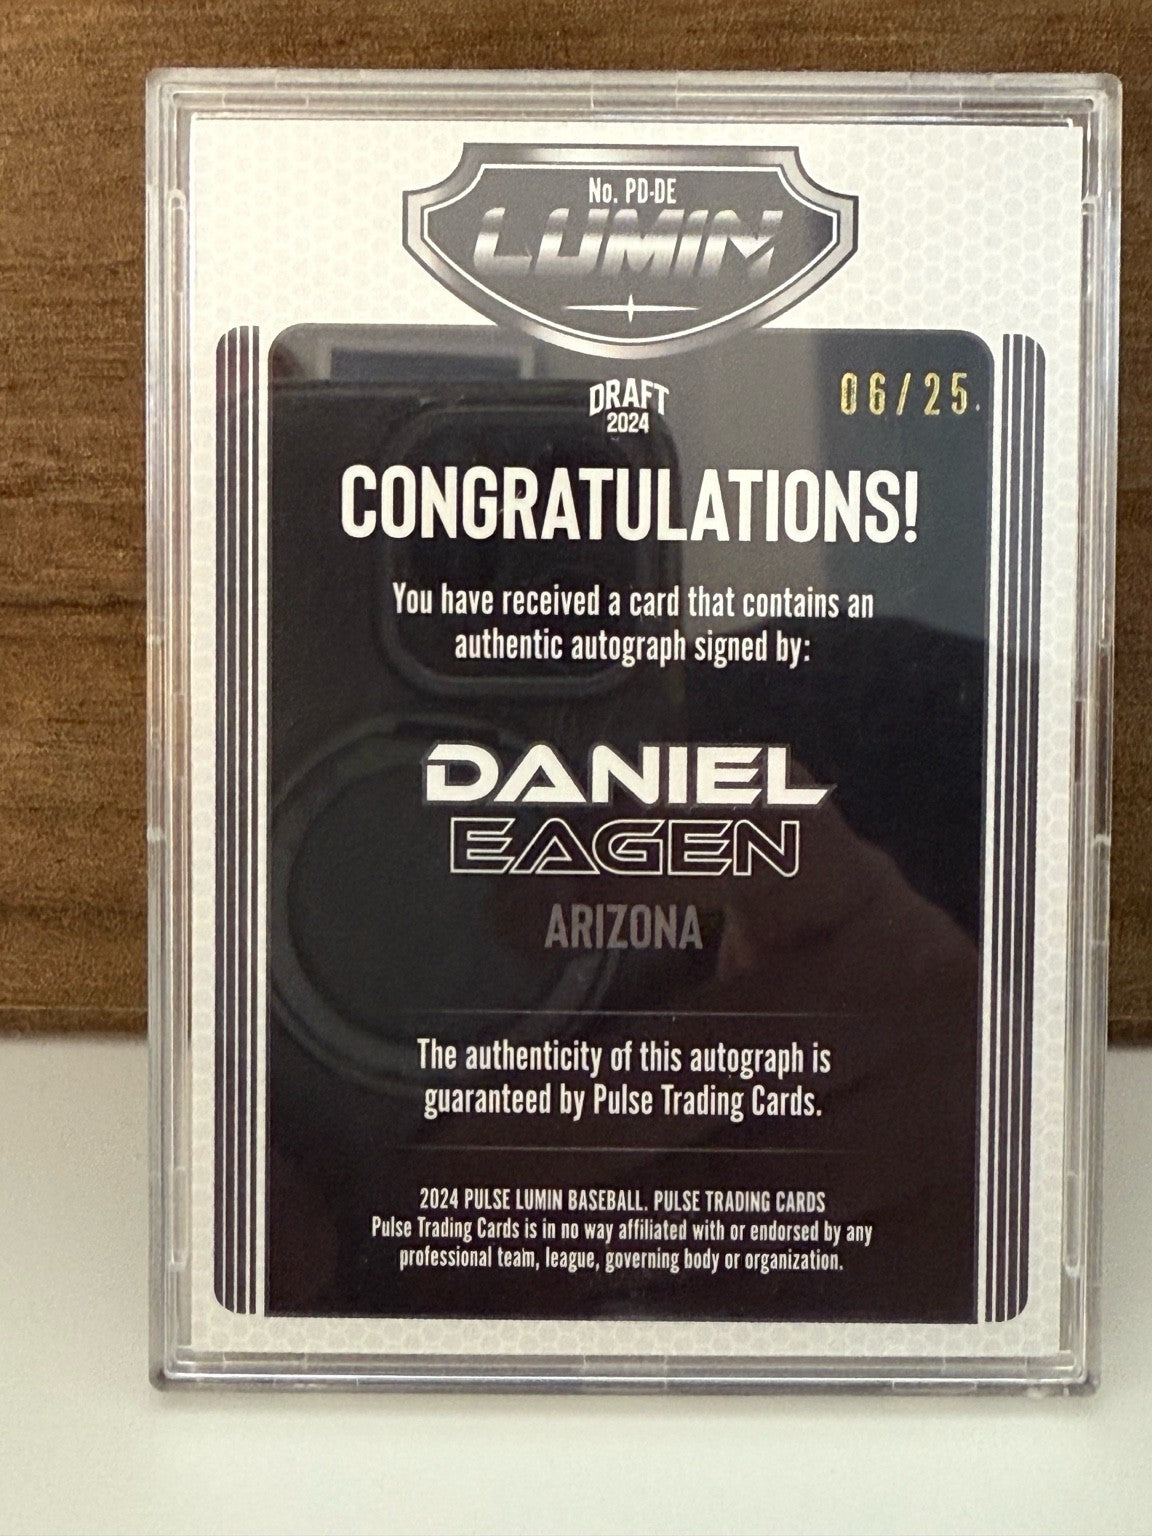 No. PD-DE
LUMIN
DRAFT
2024
06/25
CONGRATULATIONS!
You have received a card that contains an
authentic autograph signed by:
DANIEL
EAGEN
ARIZONA
The authenticity of this autograph is
guaranteed by Pulse Trading Cards.
2024 PULSE LUMIN BASEBALL. PULSE TRADING CARDS
Pulse Trading Cards is in no way affiliated with or endorsed by any
professional team, league, governing body or organization.